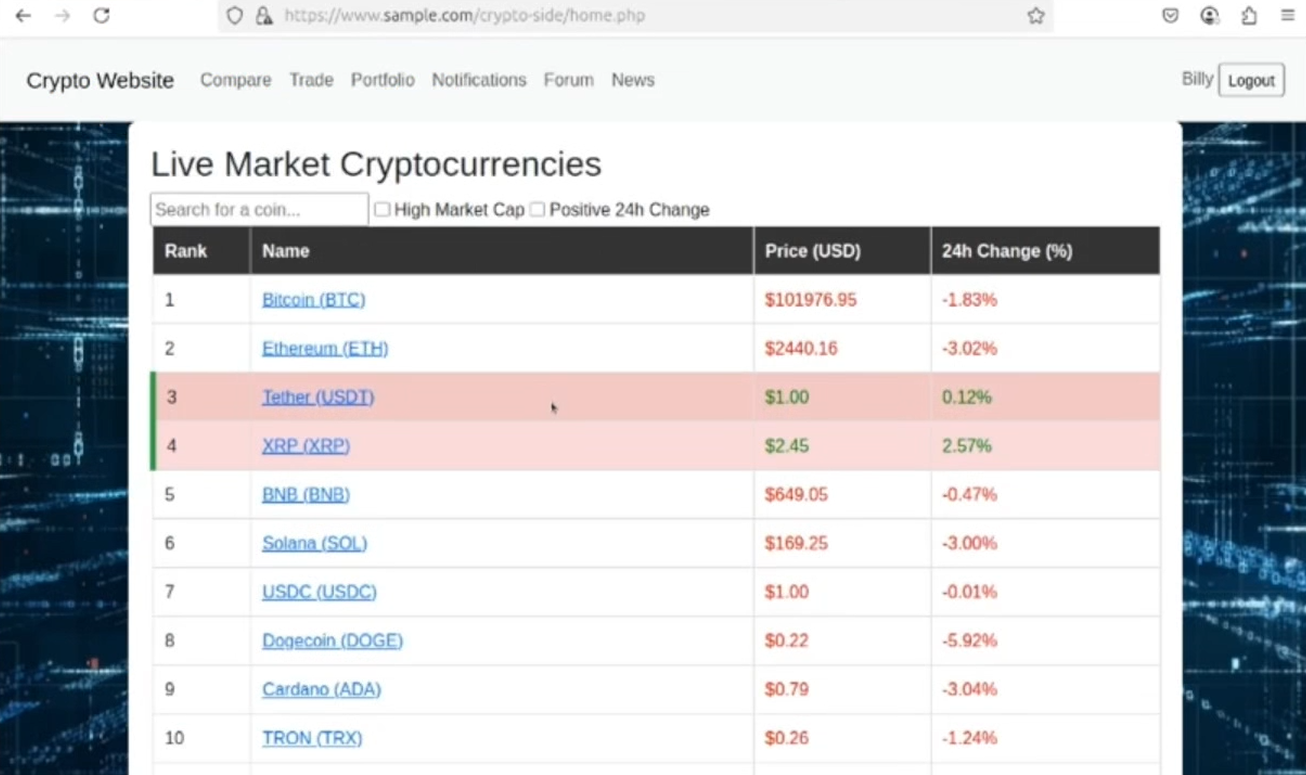 https://www.sample.com/crypto-side/home.php
Crypto Website Compare Trade Portfolio Notifications Forum News Billy Logout
Live Market Cryptocurrencies
Search for a coin... High Market Cap Positive 24h Change
Rank Name Price (USD) 24h Change (%)
1 Bitcoin (BTC) $101976.95 -1.83%
2 Ethereum (ETH) $2440.16 -3.02%
3 Tether (USDT) $1.00 0.12%
4 XRP (XRP) $2.45 2.57%
5 BNB (BNB) $649.05 -0.47%
6 Solana (SOL) $169.25 -3.00%
7 USDC (USDC) $1.00 -0.01%
8 Dogecoin (DOGE) $0.22 -5.92%
9 Cardano (ADA) $0.79 -3.04%
10 TRON (TRX) $0.26 -1.24%